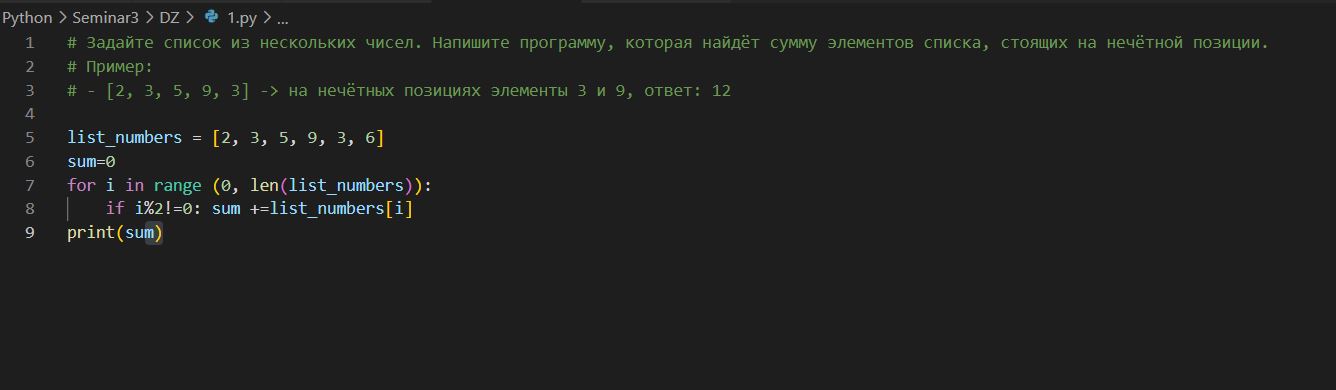 Python > Seminar3 > DZ > 1.py > ...
1 # Задайте список из нескольких чисел. Напишите программу, которая найдёт сумму элементов списка, стоящих на нечётной позиции.
2 # Пример:
3 # - [2, 3, 5, 9, 3] -> на нечётных позициях элементы 3 и 9, ответ: 12
4
5 list_numbers = [2, 3, 5, 9, 3, 6]
6 sum=0
7 for i in range (0, len(list_numbers)):
8     if i%2!=0: sum +=list_numbers[i]
9 print(sum)